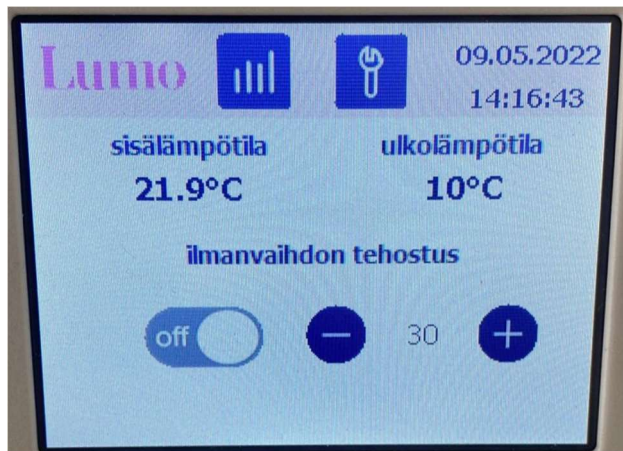 Lumo
09.05.2022
14:16:43
sisälämpötila
21.9°C
ulkolämpötila
10°C
ilmanvaihdon tehostus
off
30